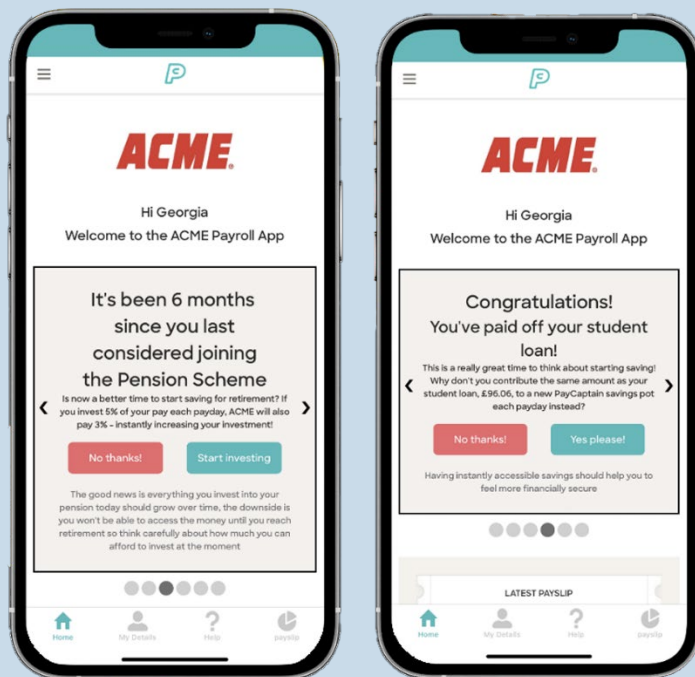 ACME
Hi Georgia
Welcome to the ACME Payroll App
It's been 6 months
since you last
considered joining
the Pension Scheme
Is now a better time to start saving for retirement? If
you invest 5% of your pay each payday, ACME will also
pay 3% - instantly increasing your investment!
No thanks!
Start investing
The good news is everything you invest into your
pension today should grow over time, the downside is
you won't be able to access the money until you reach
retirement so think carefully about how much you can
afford to invest at the moment
Home
My Details
Help
payslip
ACME
Hi Georgia
Welcome to the ACME Payroll App
Congratulations!
You've paid off your student
loan!
This is a really great time to think about starting saving!
Why don't you contribute the same amount as your
student loan, £96.06, to a new PayCaptain savings pot
each payday instead?
No thanks!
Yes please!
Having instantly accessible savings should help you to
feel more financially secure
LATEST PAYSLIP
Home
My Details
Help
payslip